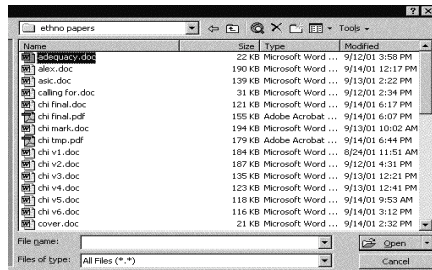 ethno papers Tools
Name Size Type Modified
adequacy.doc 22 KB Microsoft Word ... 9/12/01 3:58 PM
alex.doc 190 KB Microsoft Word ... 9/14/01 12:17 PM
asic.doc 139 KB Microsoft Word ... 9/13/01 2:22 PM
calling for.doc 31 KB Microsoft Word ... 9/12/01 2:34 PM
chi final.doc 121 KB Microsoft Word ... 9/14/01 6:17 PM
chi final.pdf 155 KB Adobe Acrobat ... 9/14/01 6:07 PM
chi mark.doc 194 KB Microsoft Word ... 9/13/01 10:02 AM
chi tmp.pdf 179 KB Adobe Acrobat ... 9/14/01 6:44 PM
chi v1.doc 184 KB Microsoft Word ... 8/24/01 11:51 AM
chi v2.doc 187 KB Microsoft Word ... 9/12/01 4:31 PM
chi v3.doc 135 KB Microsoft Word ... 9/13/01 12:21 PM
chi v4.doc 123 KB Microsoft Word ... 9/13/01 12:41 PM
chi v5.doc 118 KB Microsoft Word ... 9/14/01 9:53 AM
chi v6.doc 116 KB Microsoft Word ... 9/14/01 3:12 PM
cover.doc 21 KB Microsoft Word ... 9/14/01 2:32 PM
File name: Open
Files of type: All Files (*.*) Cancel